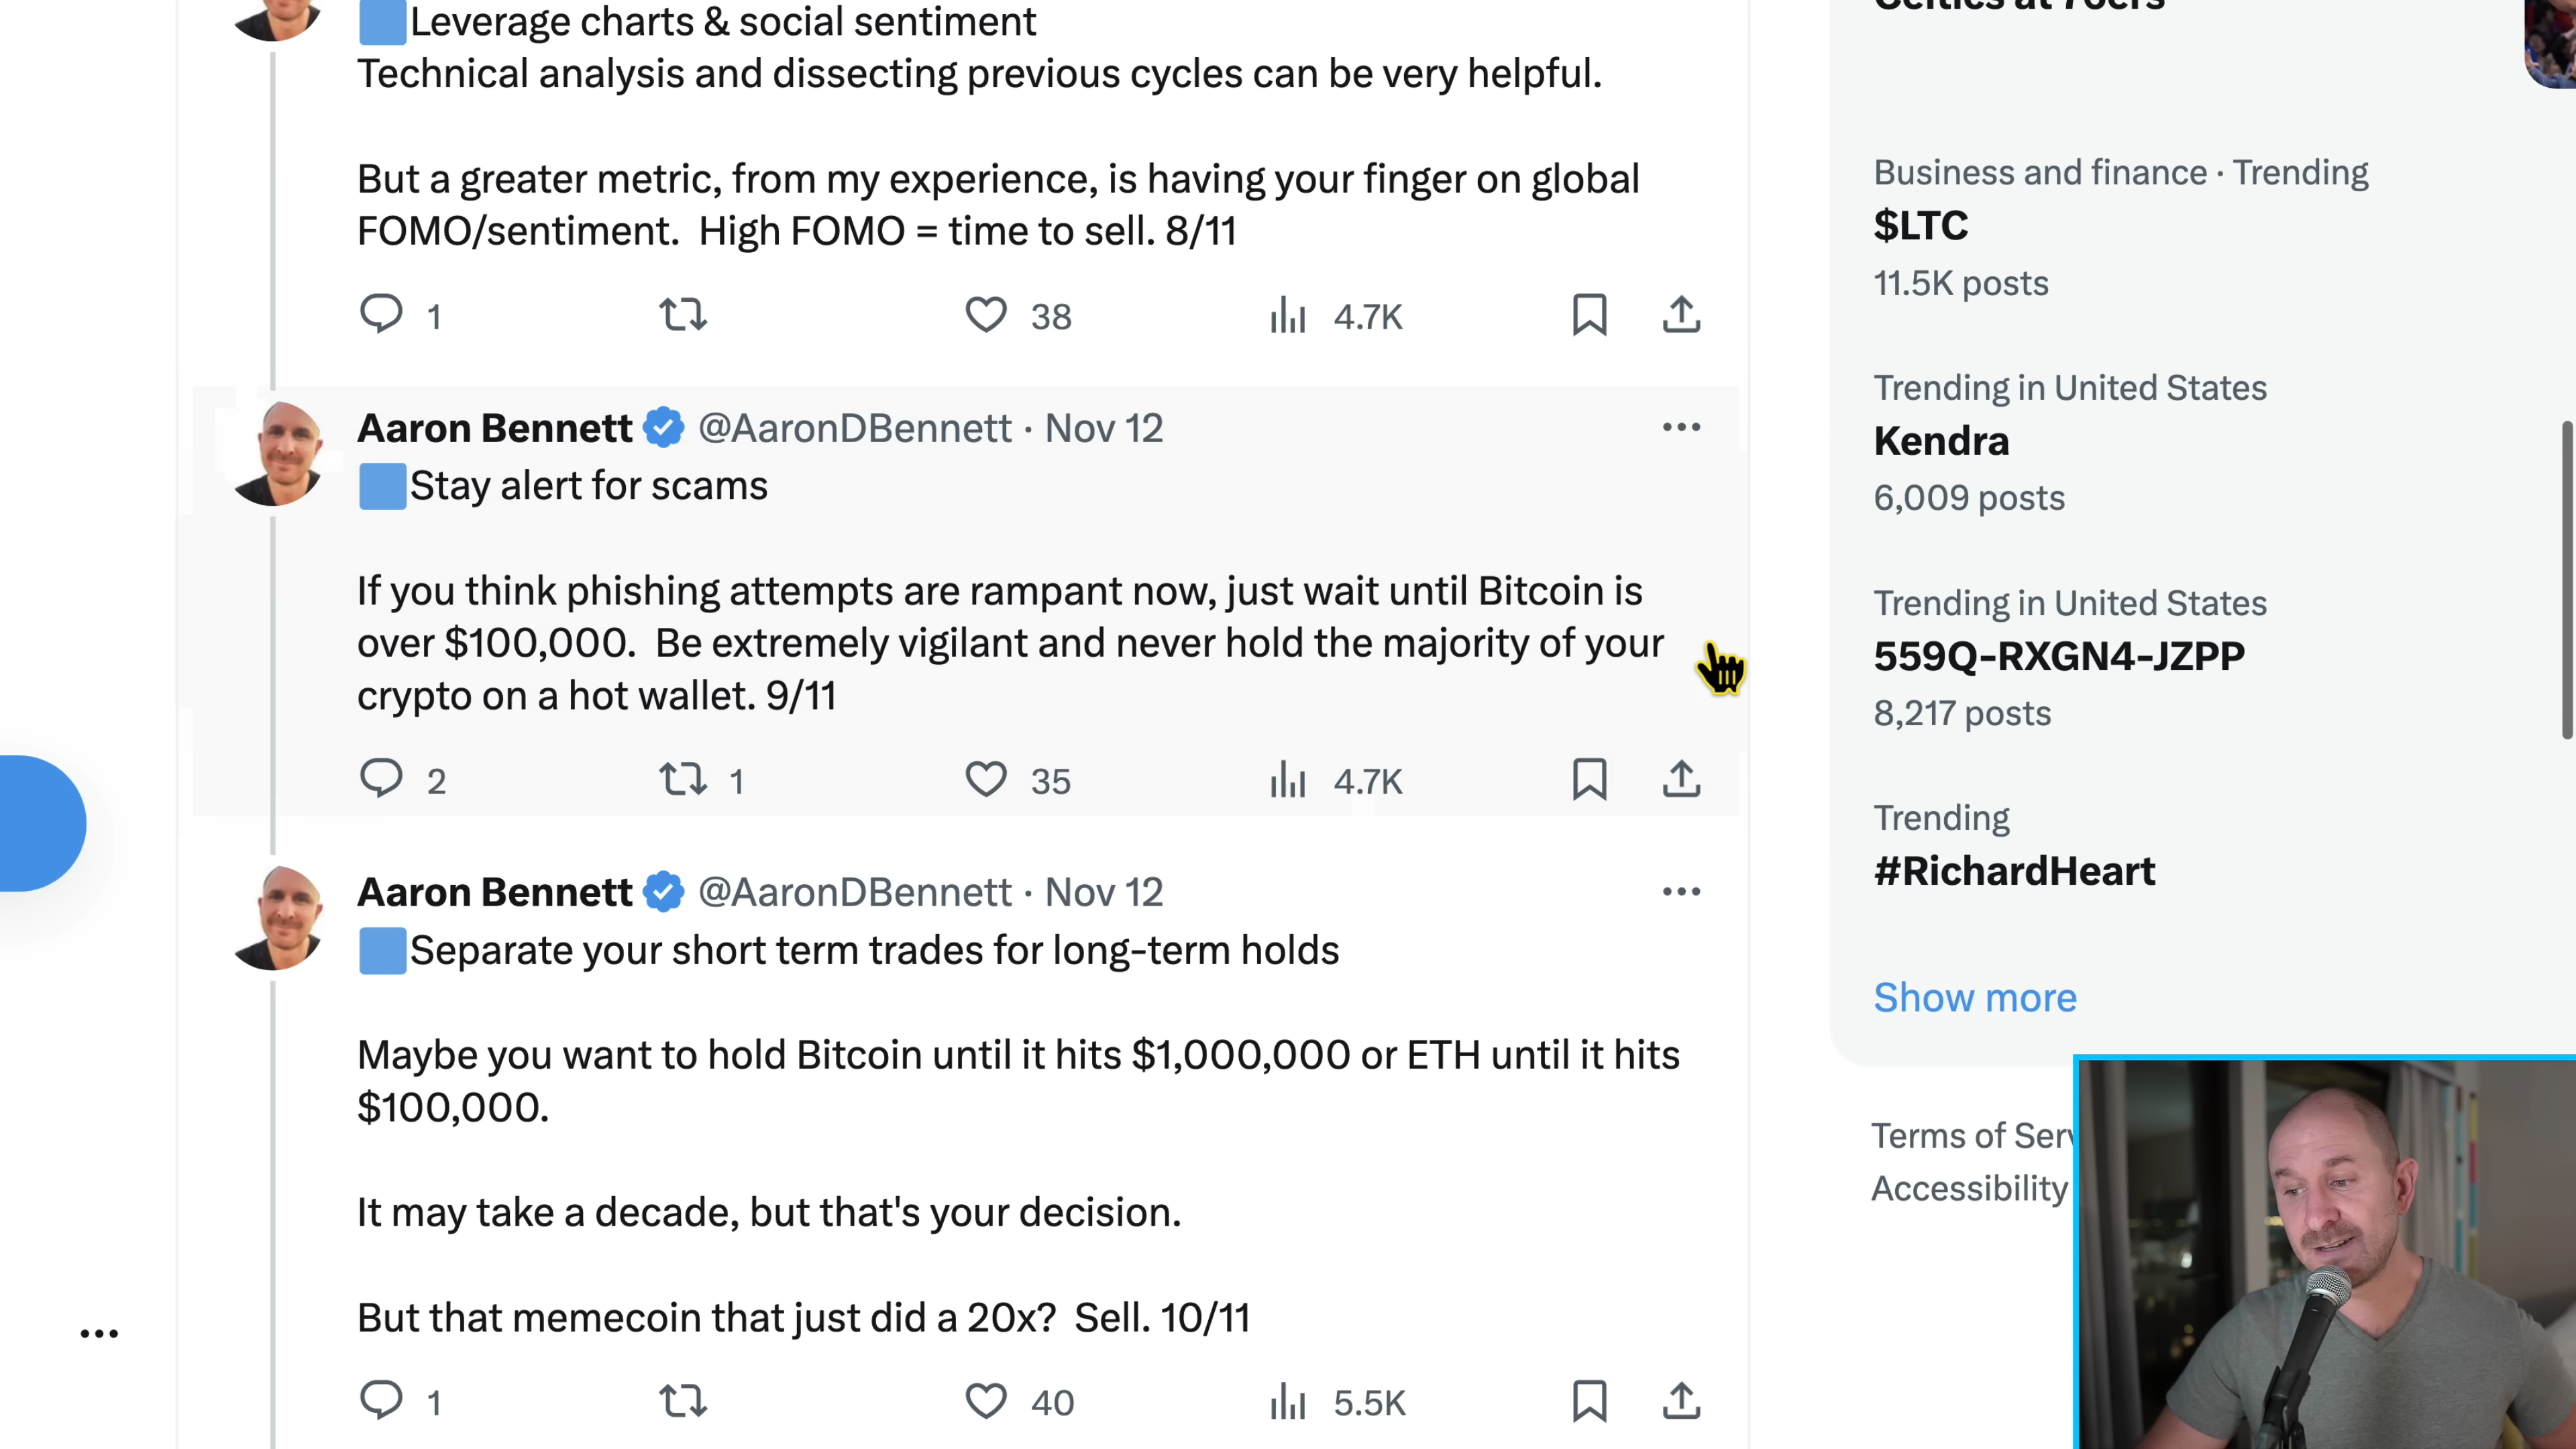 Leverage charts & social sentiment
Technical analysis and dissecting previous cycles can be very helpful.
But a greater metric, from my experience, is having your finger on global
FOMO/sentiment.  High FOMO = time to sell. 8/11
1
38
4.7K
Aaron Bennett @AaronDBennett · Nov 12
Stay alert for scams
If you think phishing attempts are rampant now, just wait until Bitcoin is
over $100,000.  Be extremely vigilant and never hold the majority of your
crypto on a hot wallet. 9/11
2
1
35
4.7K
Aaron Bennett @AaronDBennett · Nov 12
Separate your short term trades for long-term holds
Maybe you want to hold Bitcoin until it hits $1,000,000 or ETH until it hits
$100,000.
It may take a decade, but that's your decision.
But that memecoin that just did a 20x?  Sell. 10/11
1
40
5.5K
Celtics at 76ers
Business and finance · Trending
$LTC
11.5K posts
Trending in United States
Kendra
6,009 posts
Trending in United States
559Q-RXGN4-JZPP
8,217 posts
Trending
#RichardHeart
Show more
Terms of Serv
Accessibility